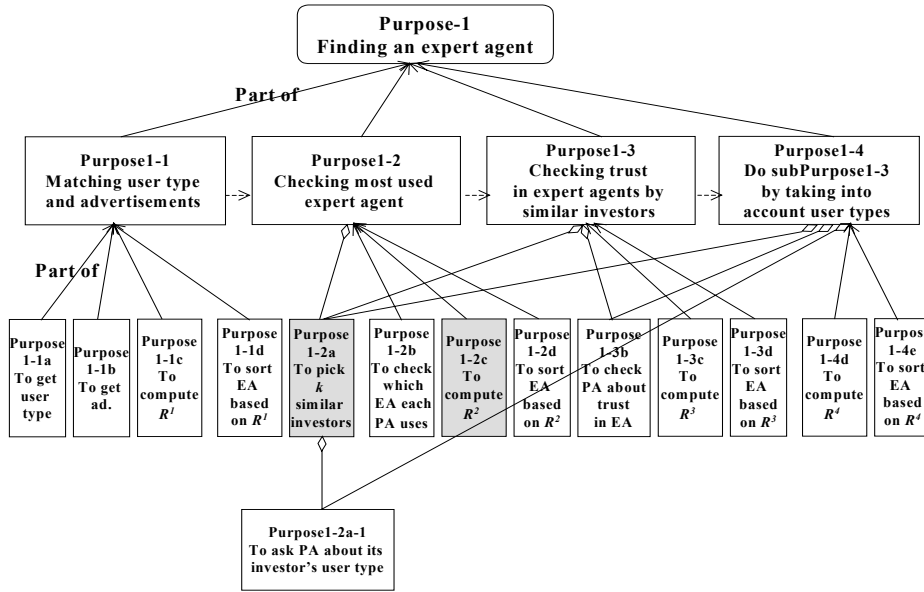 Purpose-1
Finding an expert agent
Part of
Purpose1-1
Matching user type
and advertisements
Purpose1-2
Checking most used
expert agent
Purpose1-3
Checking trust
in expert agents by
similar investors
Purpose1-4
Do subPurpose1-3
by taking into
account user types
Part of
Purpose
1-1a
To get
user
type
Purpose
1-1b
To get
ad.
Purpose
1-1c
To
compute
R¹
Purpose
1-1d
To sort
EA
based
on R¹
Purpose
1-2a
To pick
k
similar
investors
Purpose
1-2b
To check
which
EA each
PA uses
Purpose
1-2c
To
compute
R²
Purpose
1-2d
To sort
EA
based
on R²
Purpose
1-3b
To check
PA about
trust
in EA
Purpose
1-3c
To
compute
R³
Purpose
1-3d
To sort
EA
based
on R³
Purpose
1-4d
To
compute
R⁴
Purpose
1-4e
To sort
EA
based
on R⁴
Purpose1-2a-1
To ask PA about its
investor's user type